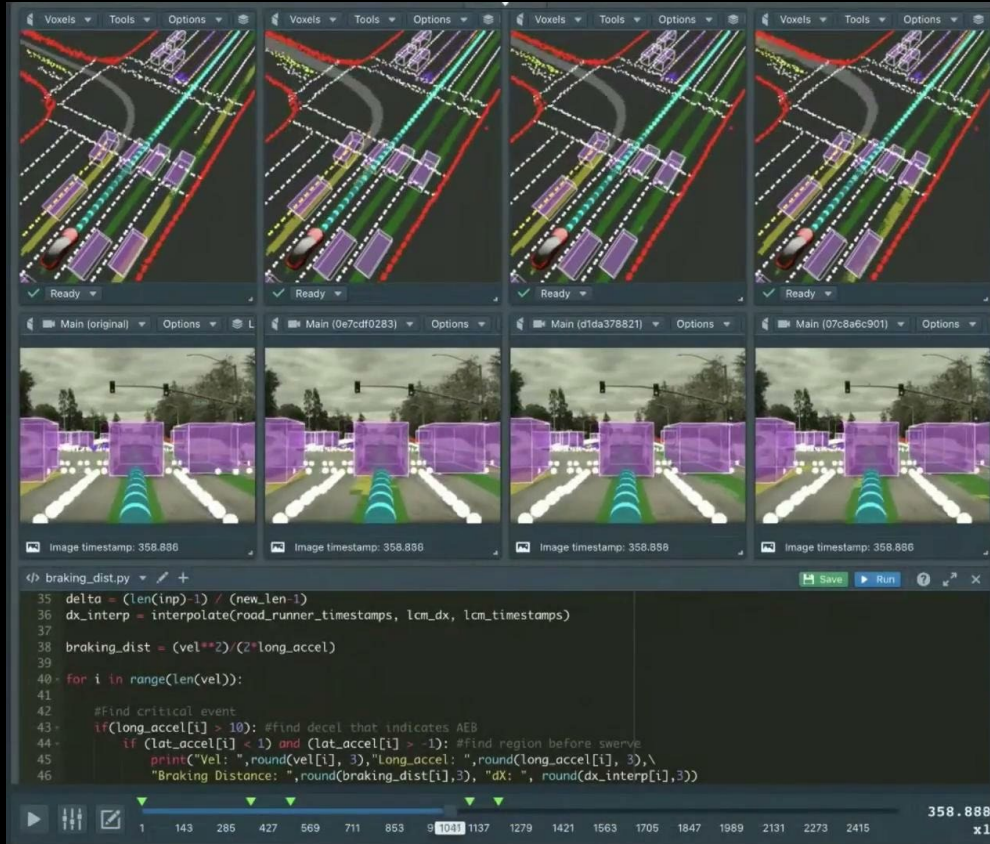 Voxels Tools Options Voxels Tools Options Voxels Tools Options Voxels Tools Options
Ready Ready Ready Ready
Main (original) Options L Main (0e7cdf0283) Options Main (d1da378821) Options Main (07c8a6c901) Options
Image timestamp: 358.886 Image timestamp: 358.886 Image timestamp: 358.888 Image timestamp: 358.886
</> braking_dist.py Save Run
35 delta = (len(inp)-1) / (new_len-1)
36 dx_interp = interpolate(road_runner_timestamps, lcm_dx, lcm_timestamps)
37
38 braking_dist = (vel**2)/(2*long_accel)
39
40 for i in range(len(vel)):
41
42 #Find critical event
43 if(long_accel[i] > 10): #find decel that indicates AEB
44 if (lat_accel[i] < 1) and (lat_accel[i] > -1): #find region before swerve
45 print("Vel: ",round(vel[i], 3),"Long_accel: ",round(long_accel[i], 3),\
46 "Braking Distance: ",round(braking_dist[i],3), "dX: ", round(dx_interp[i],3))
358.888
1 143 285 427 569 711 853 9 1041 1137 1279 1421 1563 1705 1847 1989 2131 2273 2415 x1